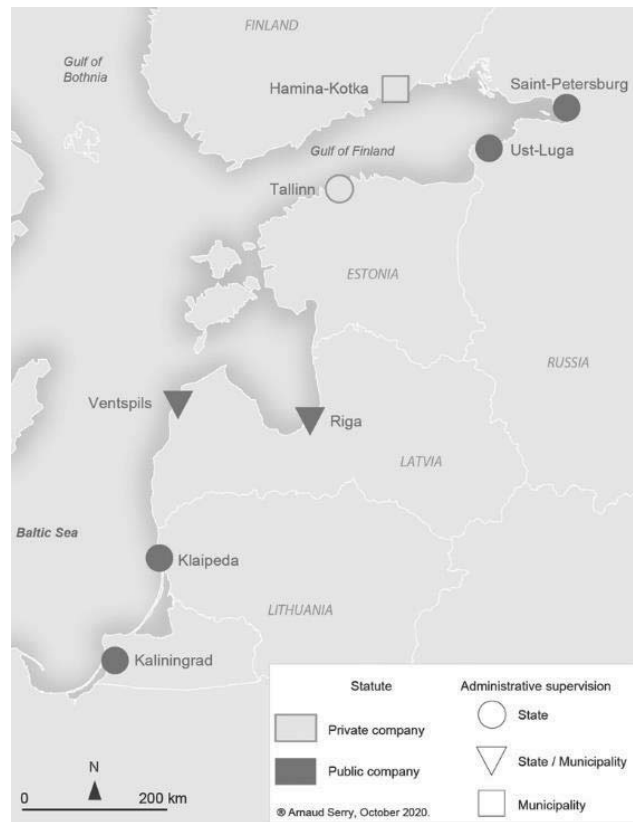 FINLAND
Gulf of
Bothnia
Hamina-Kotka
Saint-Petersburg
Gulf of Finland
Ust-Luga
Tallinn
ESTONIA
RUSSIA
Ventspils
Riga
LATVIA
Baltic Sea
Klaipeda
LITHUANIA
Kaliningrad
Statute
Administrative supervision
Private company
State
Public company
State / Municipality
Municipality
N
0 200 km
® Arnaud Serry, October 2020.